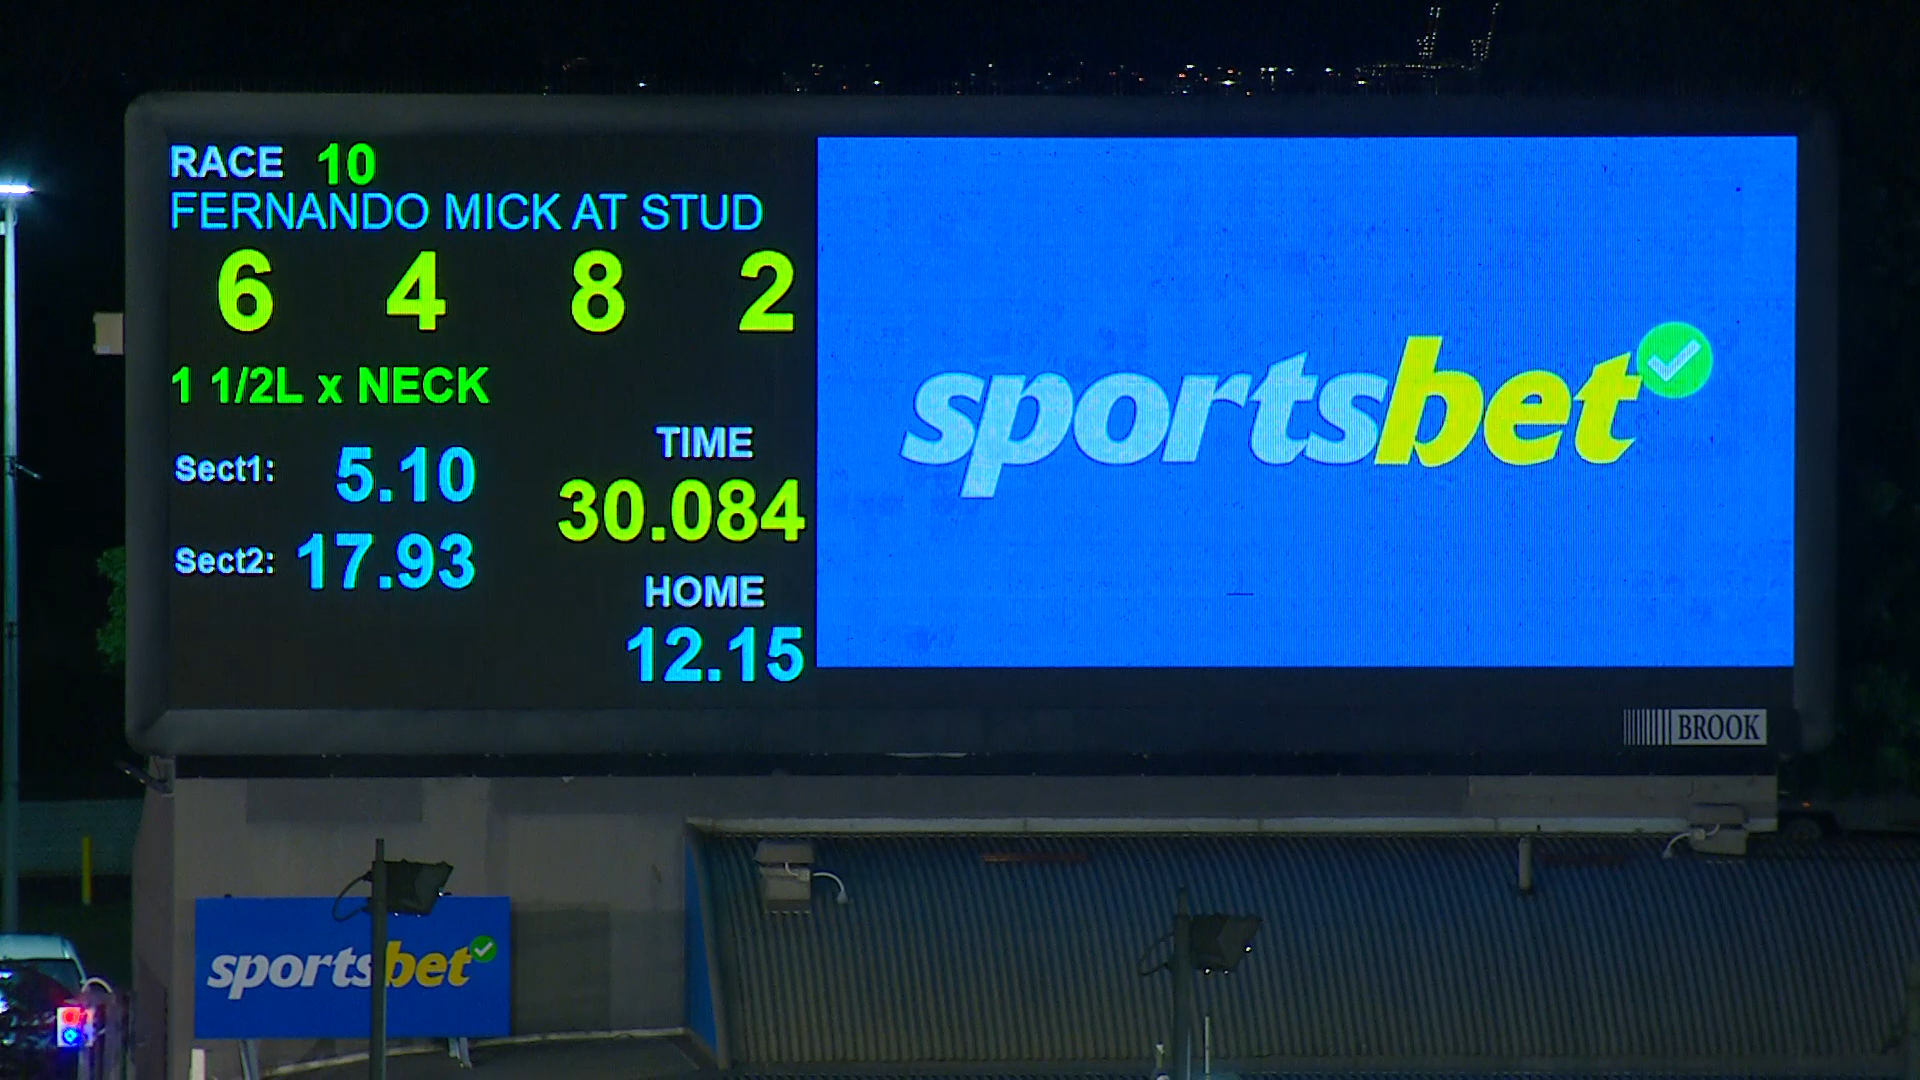 RACE 10
FERNANDO MICK AT STUD
6 4 8 2
1 1/2L x NECK
Sect1: 5.10
TIME
30.084
Sect2: 17.93
HOME
12.15
sportsbet
BROOK
sportsbet